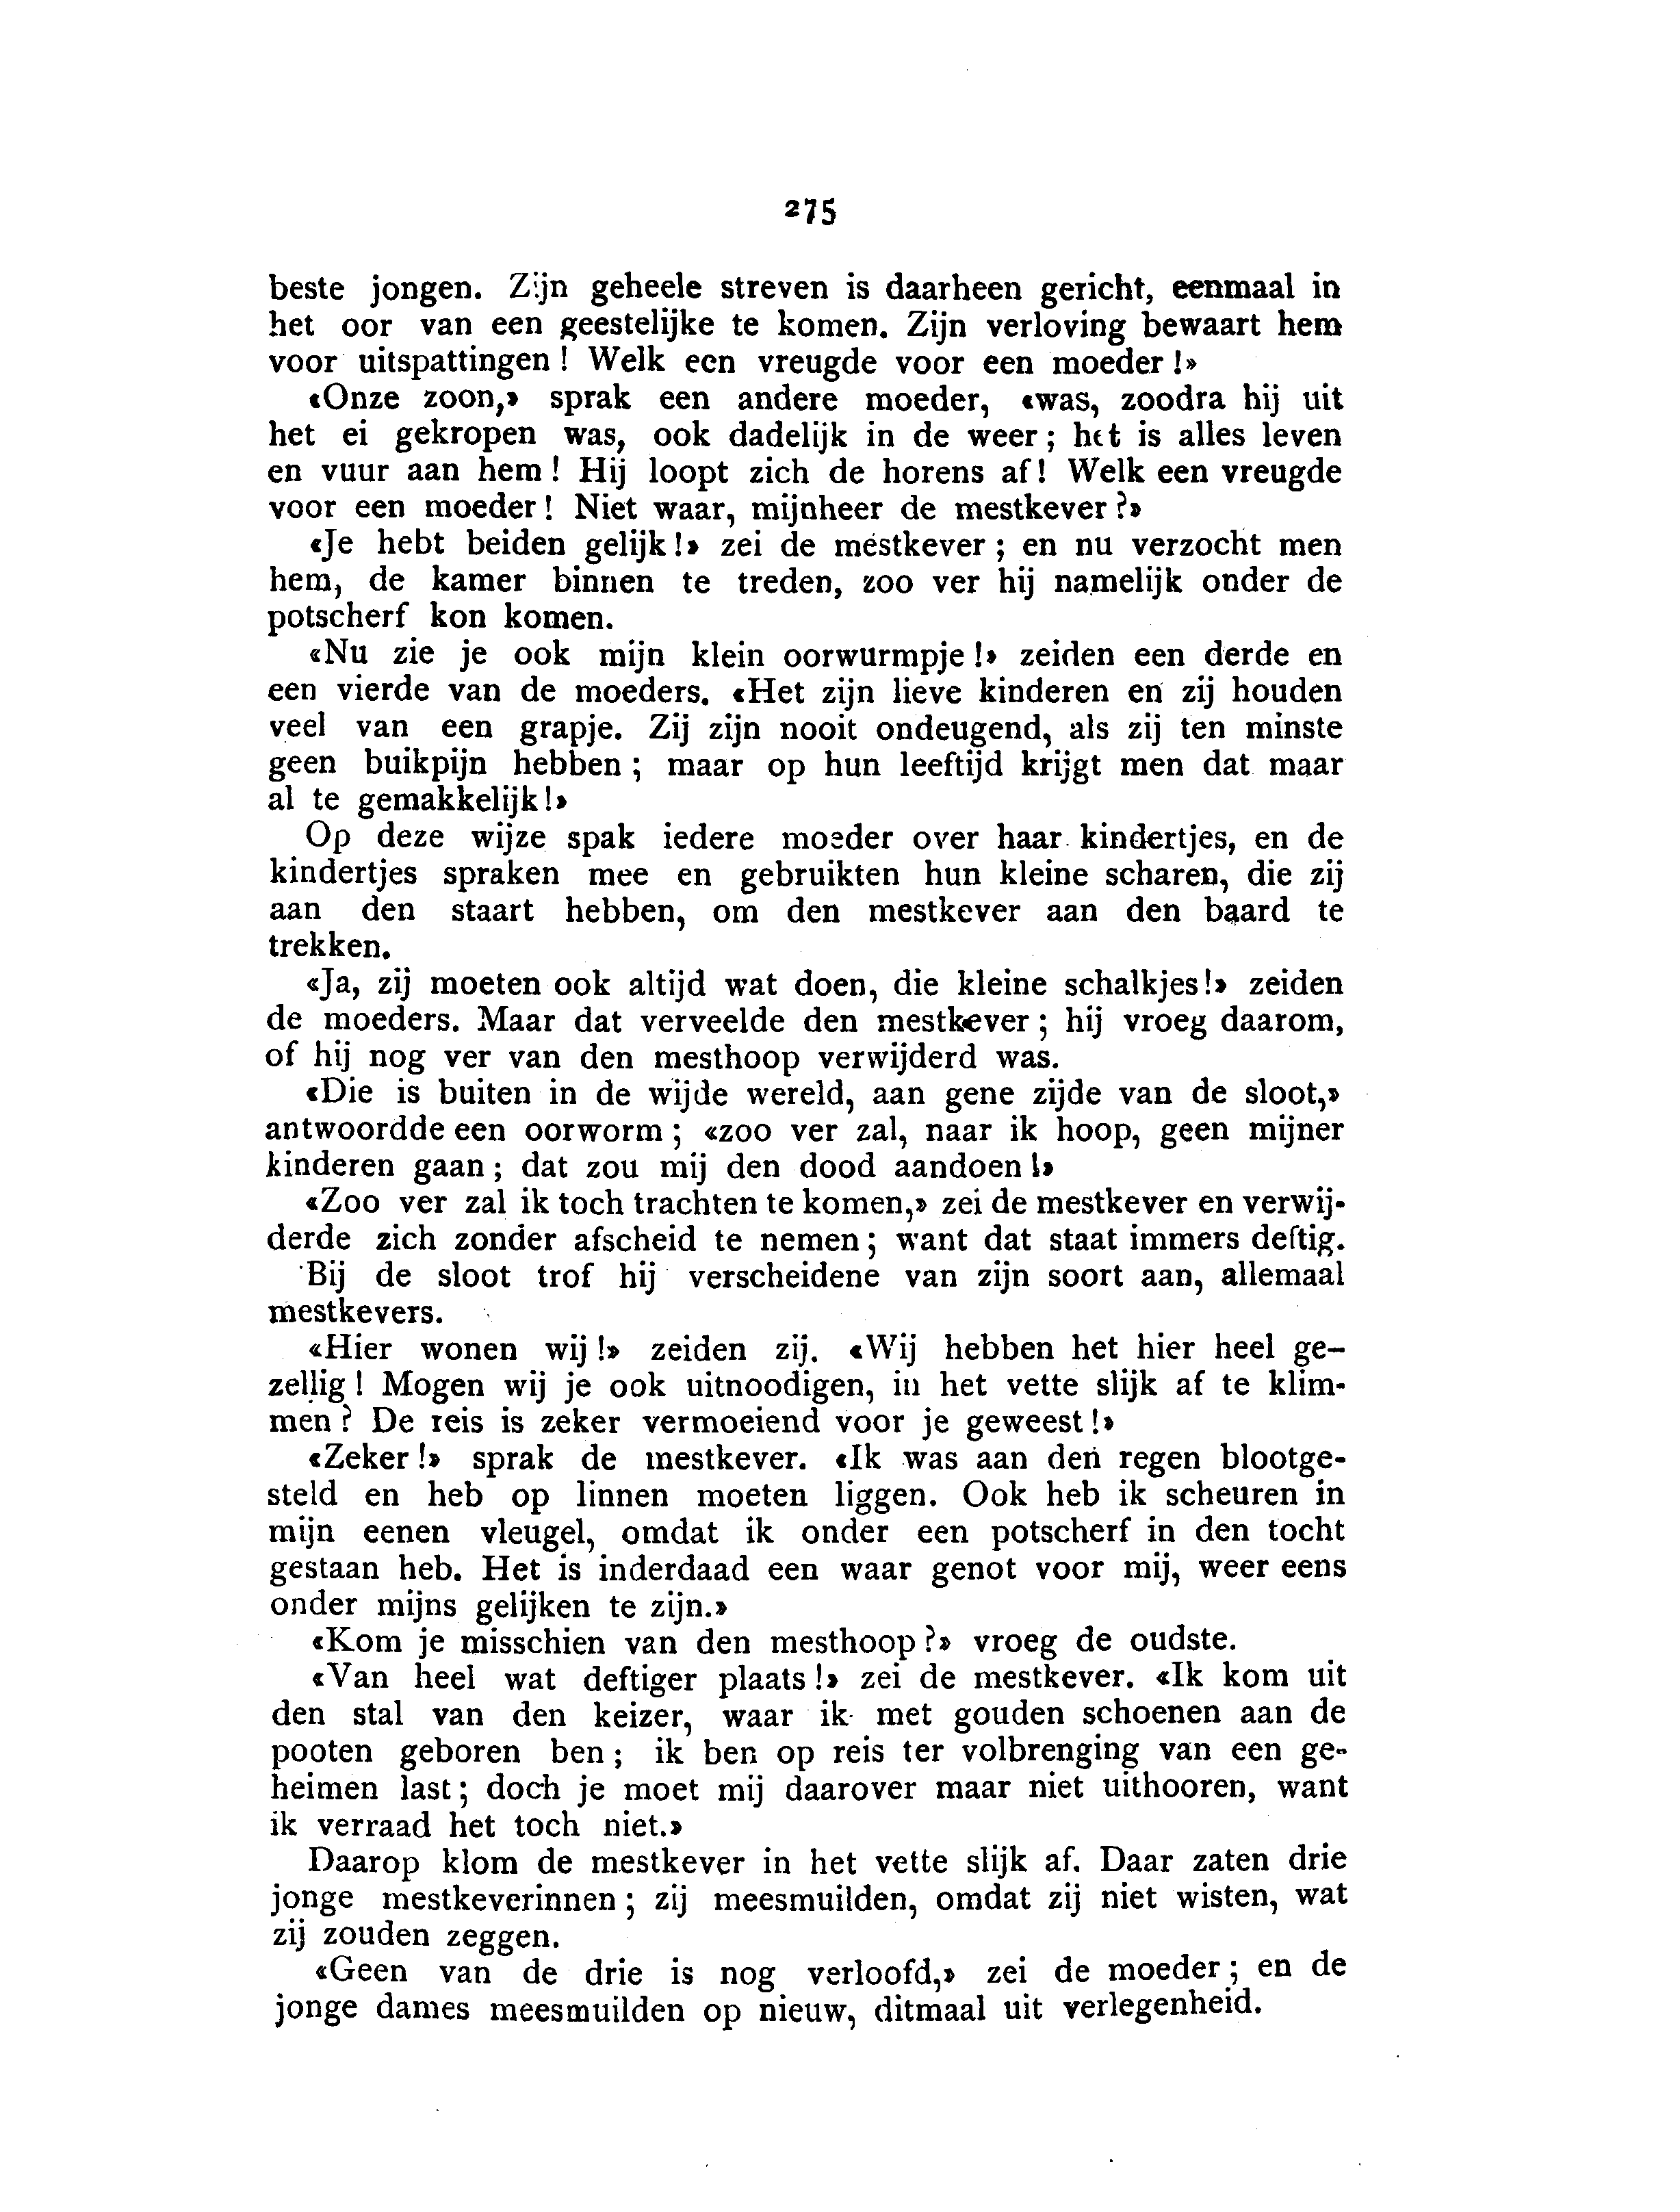 275
beste jongen. Zijn geheele streven is daarheen gericht, eenmaal in
het oor van een geestelijke te komen. Zijn verloving bewaart hem
voor uitspattingen ! Welk een vreugde voor een moeder !»
«Onze zoon,» sprak een andere moeder, «was, zoodra hij uit
het ei gekropen was, ook dadelijk in de weer ; het is alles leven
en vuur aan hem ! Hij loopt zich de horens af! Welk een vreugde
voor een moeder ! Niet waar, mijnheer de mestkever ?»
«Je hebt beiden gelijk !» zei de mestkever ; en nu verzocht men
hem, de kamer binnen te treden, zoo ver hij namelijk onder de
potscherf kon komen.
«Nu zie je ook mijn klein oorwurmpje !» zeiden een derde en
een vierde van de moeders. «Het zijn lieve kinderen en zij houden
veel van een grapje. Zij zijn nooit ondeugend, als zij ten minste
geen buikpijn hebben ; maar op hun leeftijd krijgt men dat maar
al te gemakkelijk !»
Op deze wijze spak iedere moeder over haar kindertjes, en de
kindertjes spraken mee en gebruikten hun kleine scharen, die zij
aan den staart hebben, om den mestkever aan den baard te
trekken.
«Ja, zij moeten ook altijd wat doen, die kleine schalkjes!» zeiden
de moeders. Maar dat verveelde den mestkever ; hij vroeg daarom,
of hij nog ver van den mesthoop verwijderd was.
«Die is buiten in de wijde wereld, aan gene zijde van de sloot,»
antwoordde een oorworm ; «zoo ver zal, naar ik hoop, geen mijner
kinderen gaan ; dat zou mij den dood aandoen !»
«Zoo ver zal ik toch trachten te komen,» zei de mestkever en verwij-
derde zich zonder afscheid te nemen ; want dat staat immers deftig.
Bij de sloot trof hij verscheidene van zijn soort aan, allemaal
mestkevers.
«Hier wonen wij !» zeiden zij. «Wij hebben het hier heel ge-
zellig ! Mogen wij je ook uitnoodigen, in het vette slijk af te klim-
men ? De reis is zeker vermoeiend voor je geweest !»
«Zeker !» sprak de mestkever. «Ik was aan den regen blootge-
steld en heb op linnen moeten liggen. Ook heb ik scheuren in
mijn eenen vleugel, omdat ik onder een potscherf in den tocht
gestaan heb. Het is inderdaad een waar genot voor mij, weer eens
onder mijns gelijken te zijn.»
«Kom je misschien van den mesthoop ?» vroeg de oudste.
«Van heel wat deftiger plaats !» zei de mestkever. «Ik kom uit
den stal van den keizer, waar ik met gouden schoenen aan de
pooten geboren ben ; ik ben op reis ter volbrenging van een ge-
heimen last ; doch je moet mij daarover maar niet uithooren, want
ik verraad het toch niet.»
Daarop klom de mestkever in het vette slijk af. Daar zaten drie
jonge mestkeverinnen ; zij meesmuilden, omdat zij niet wisten, wat
zij zouden zeggen.
«Geen van de drie is nog verloofd,» zei de moeder ; en de
jonge dames meesmuilden op nieuw, ditmaal uit verlegenheid.